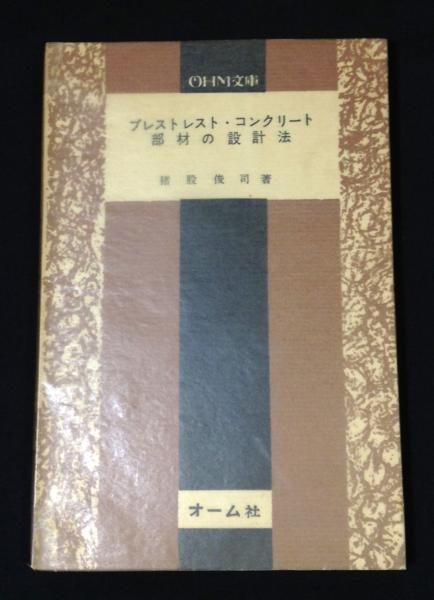 OHM文庫
プレストレスト・コンクリート
部材の設計法
猪股俊司著
オーム社